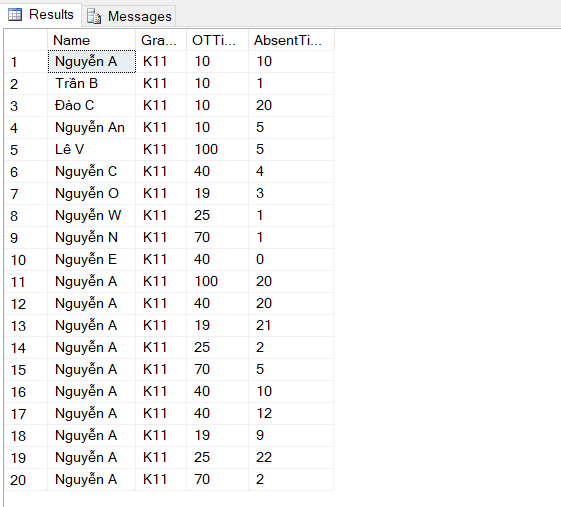 Results Messages
Name Gra... OTTi... AbsentTi...
1 Nguyễn A K11 10 10
2 Trần B K11 10 1
3 Đào C K11 10 20
4 Nguyễn An K11 10 5
5 Lê V K11 100 5
6 Nguyễn C K11 40 4
7 Nguyễn O K11 19 3
8 Nguyễn W K11 25 1
9 Nguyễn N K11 70 1
10 Nguyễn E K11 40 0
11 Nguyễn A K11 100 20
12 Nguyễn A K11 40 20
13 Nguyễn A K11 19 21
14 Nguyễn A K11 25 2
15 Nguyễn A K11 70 5
16 Nguyễn A K11 40 10
17 Nguyễn A K11 40 12
18 Nguyễn A K11 19 9
19 Nguyễn A K11 25 22
20 Nguyễn A K11 70 2